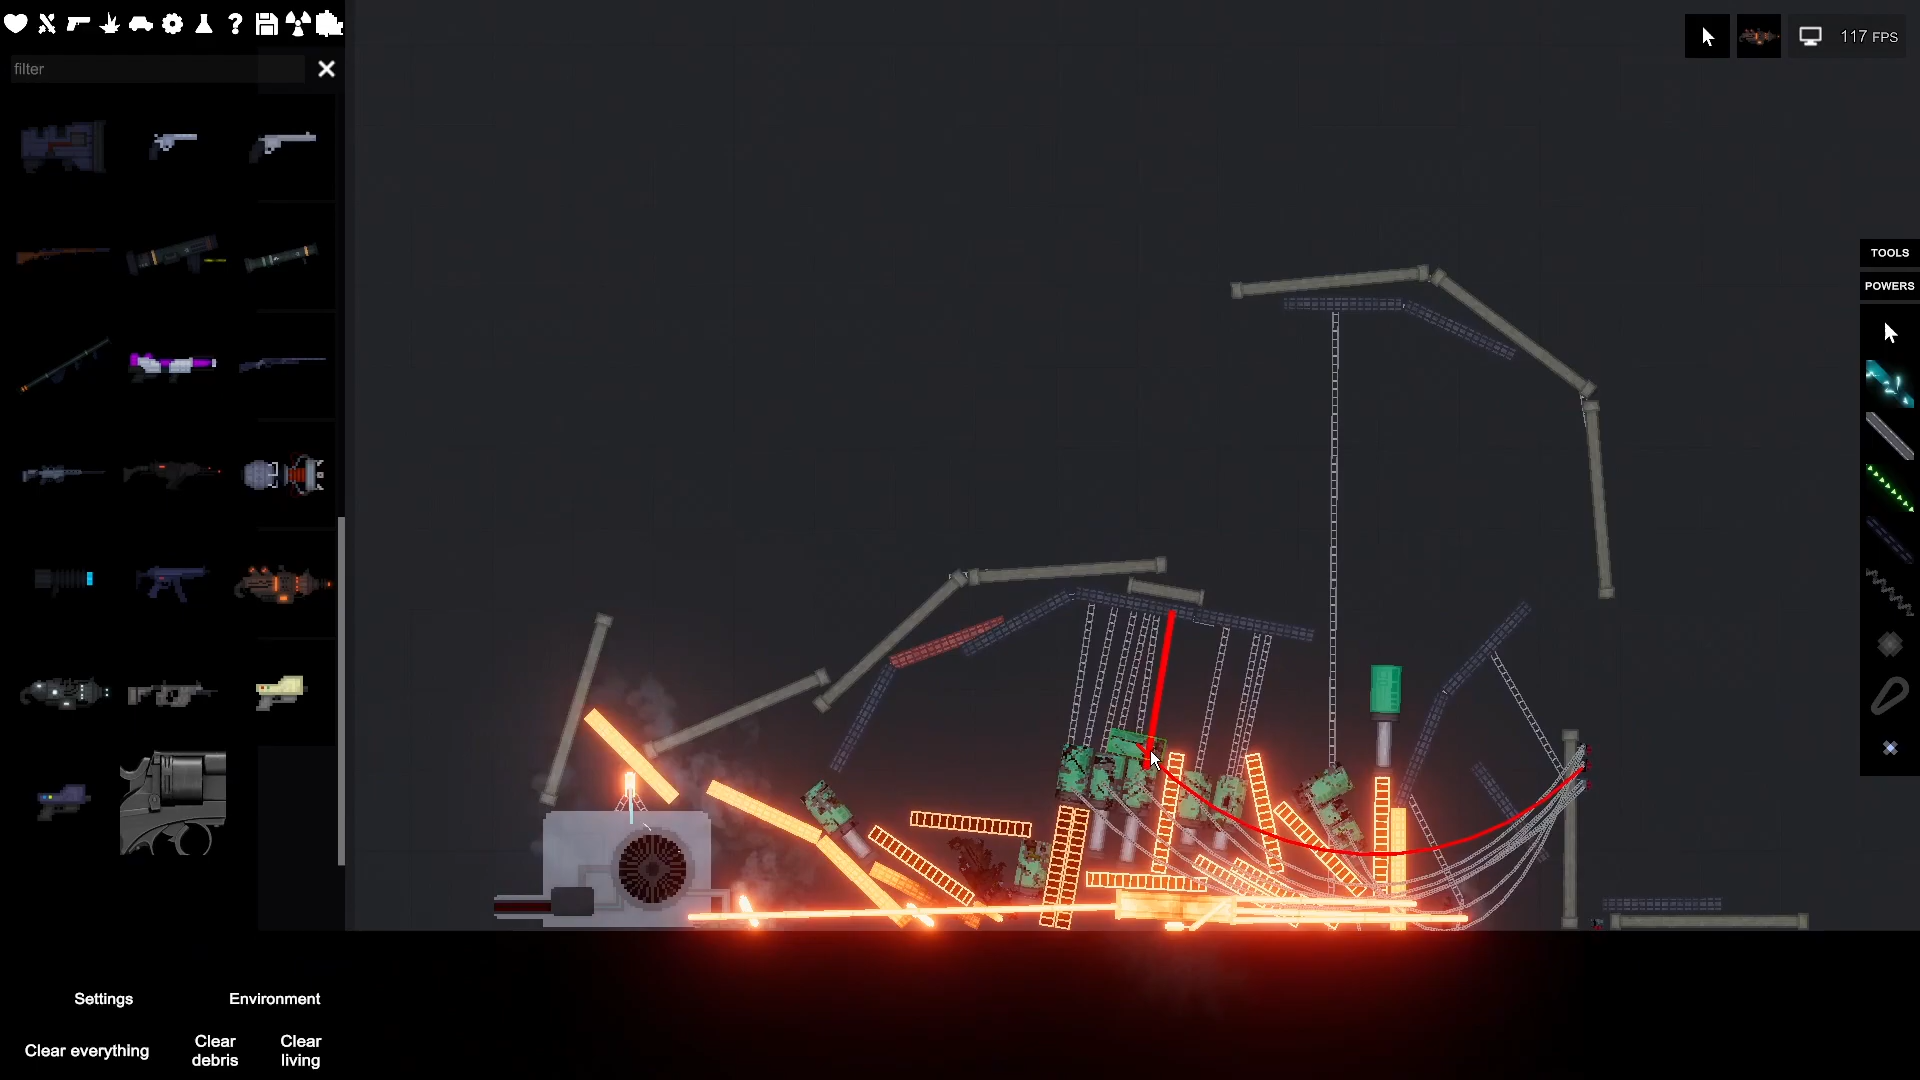 ?
117 FPS
filter
TOOLS
POWERS
Settings
Environment
Clear everything
Clear
debris
Clear
living